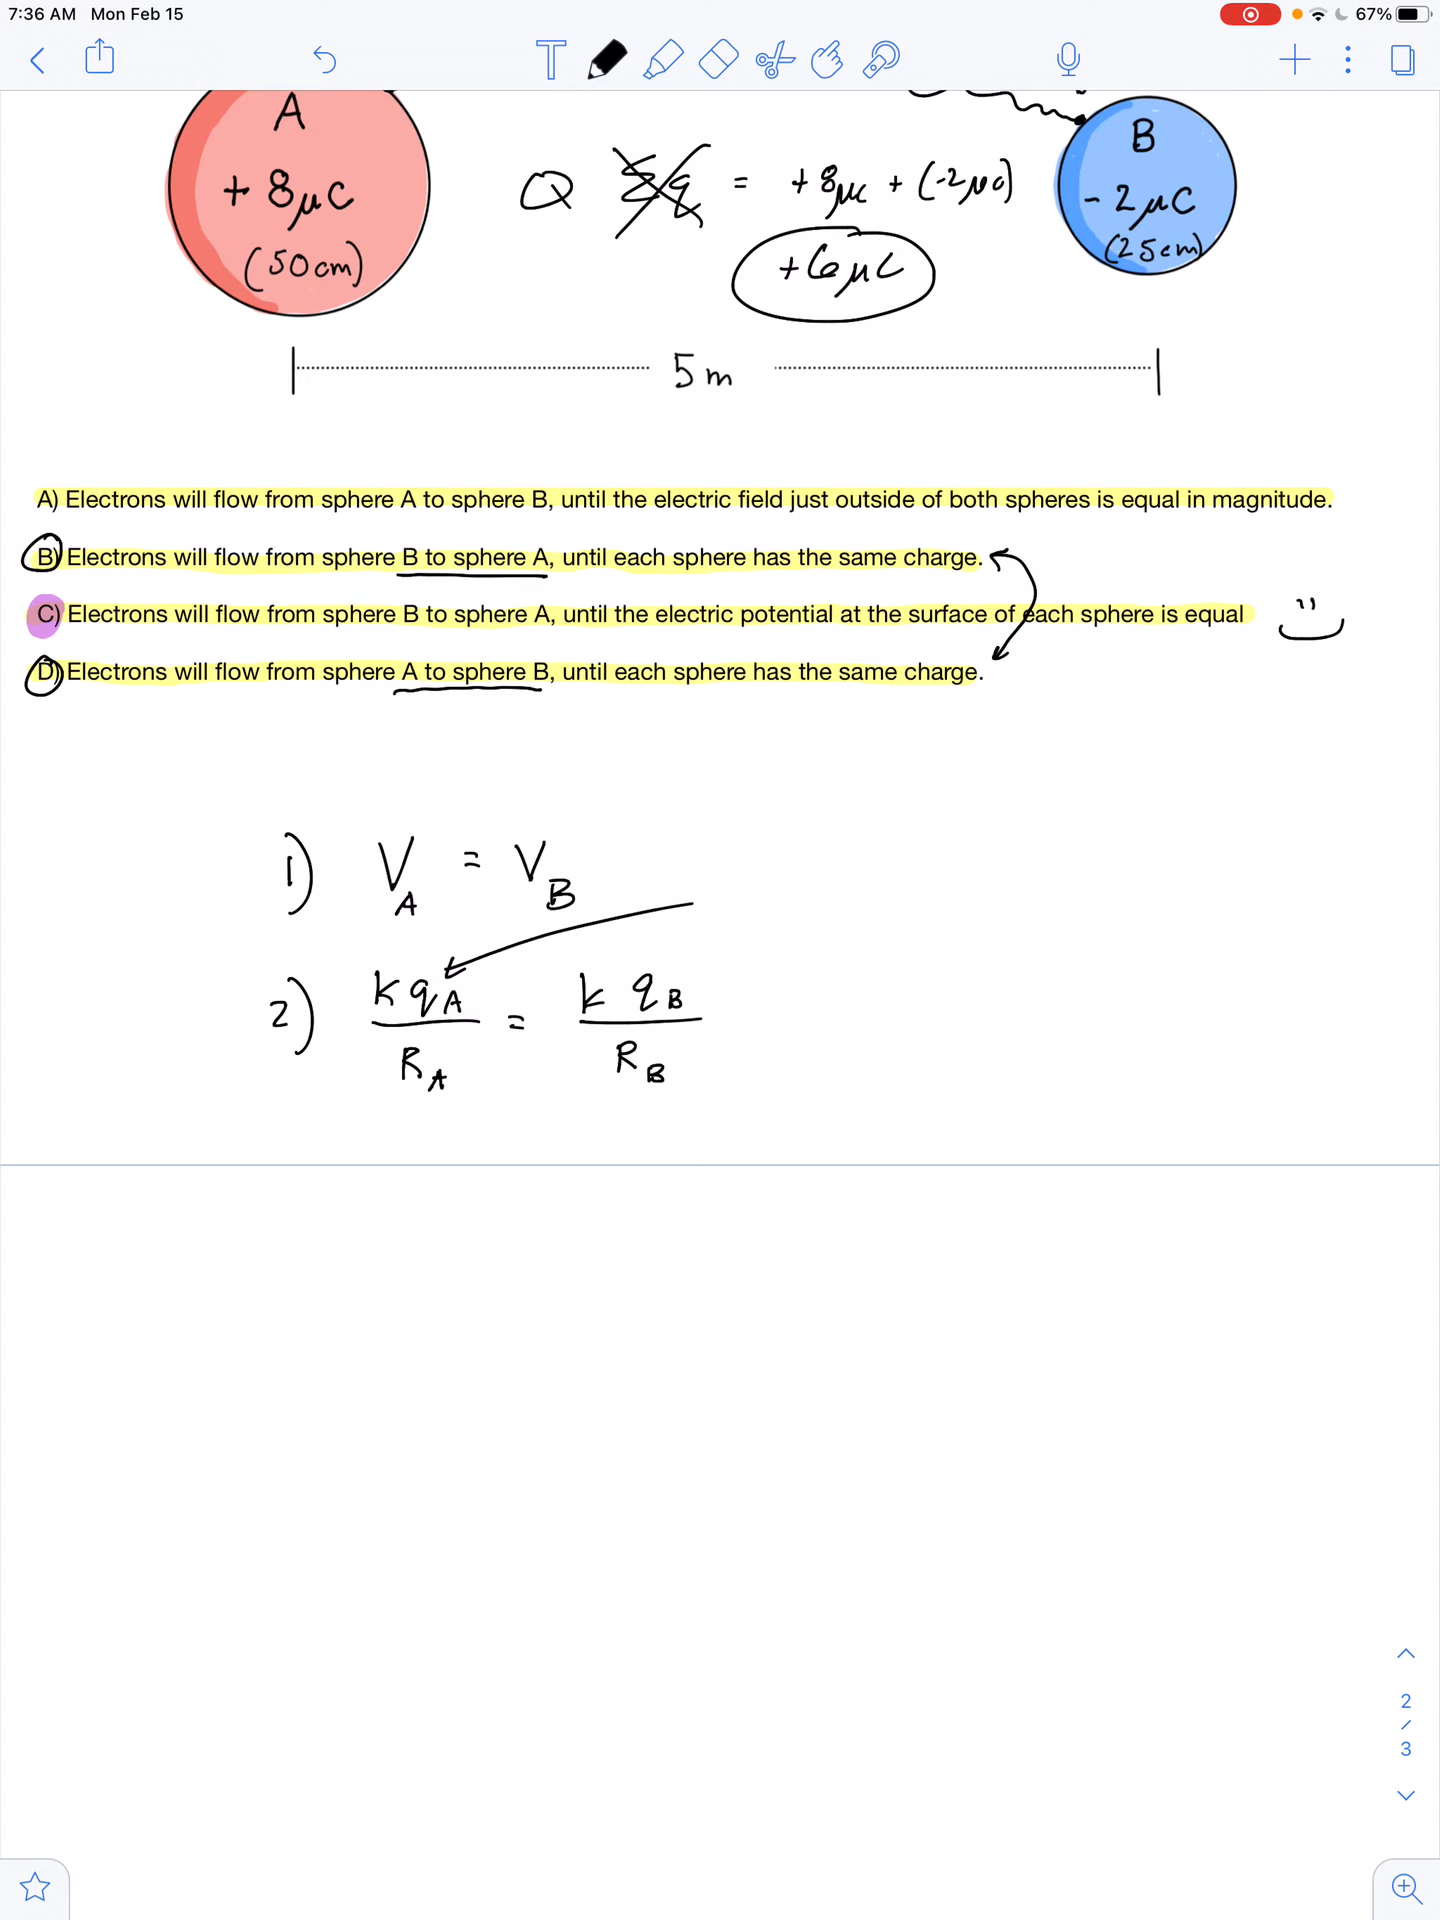 7:36 AM Mon Feb 15 67%
T
A
+ 8μC
(50cm)
Q Σq = +8μC + (-2μC)
+6μC
B
- 2μC
(25cm)
5m
A) Electrons will flow from sphere A to sphere B, until the electric field just outside of both spheres is equal in magnitude.
B) Electrons will flow from sphere B to sphere A, until each sphere has the same charge.
C) Electrons will flow from sphere B to sphere A, until the electric potential at the surface of each sphere is equal
D) Electrons will flow from sphere A to sphere B, until each sphere has the same charge.
1) V_A = V_B
2) kq_A / R_A = kq_B / R_B
2
/
3